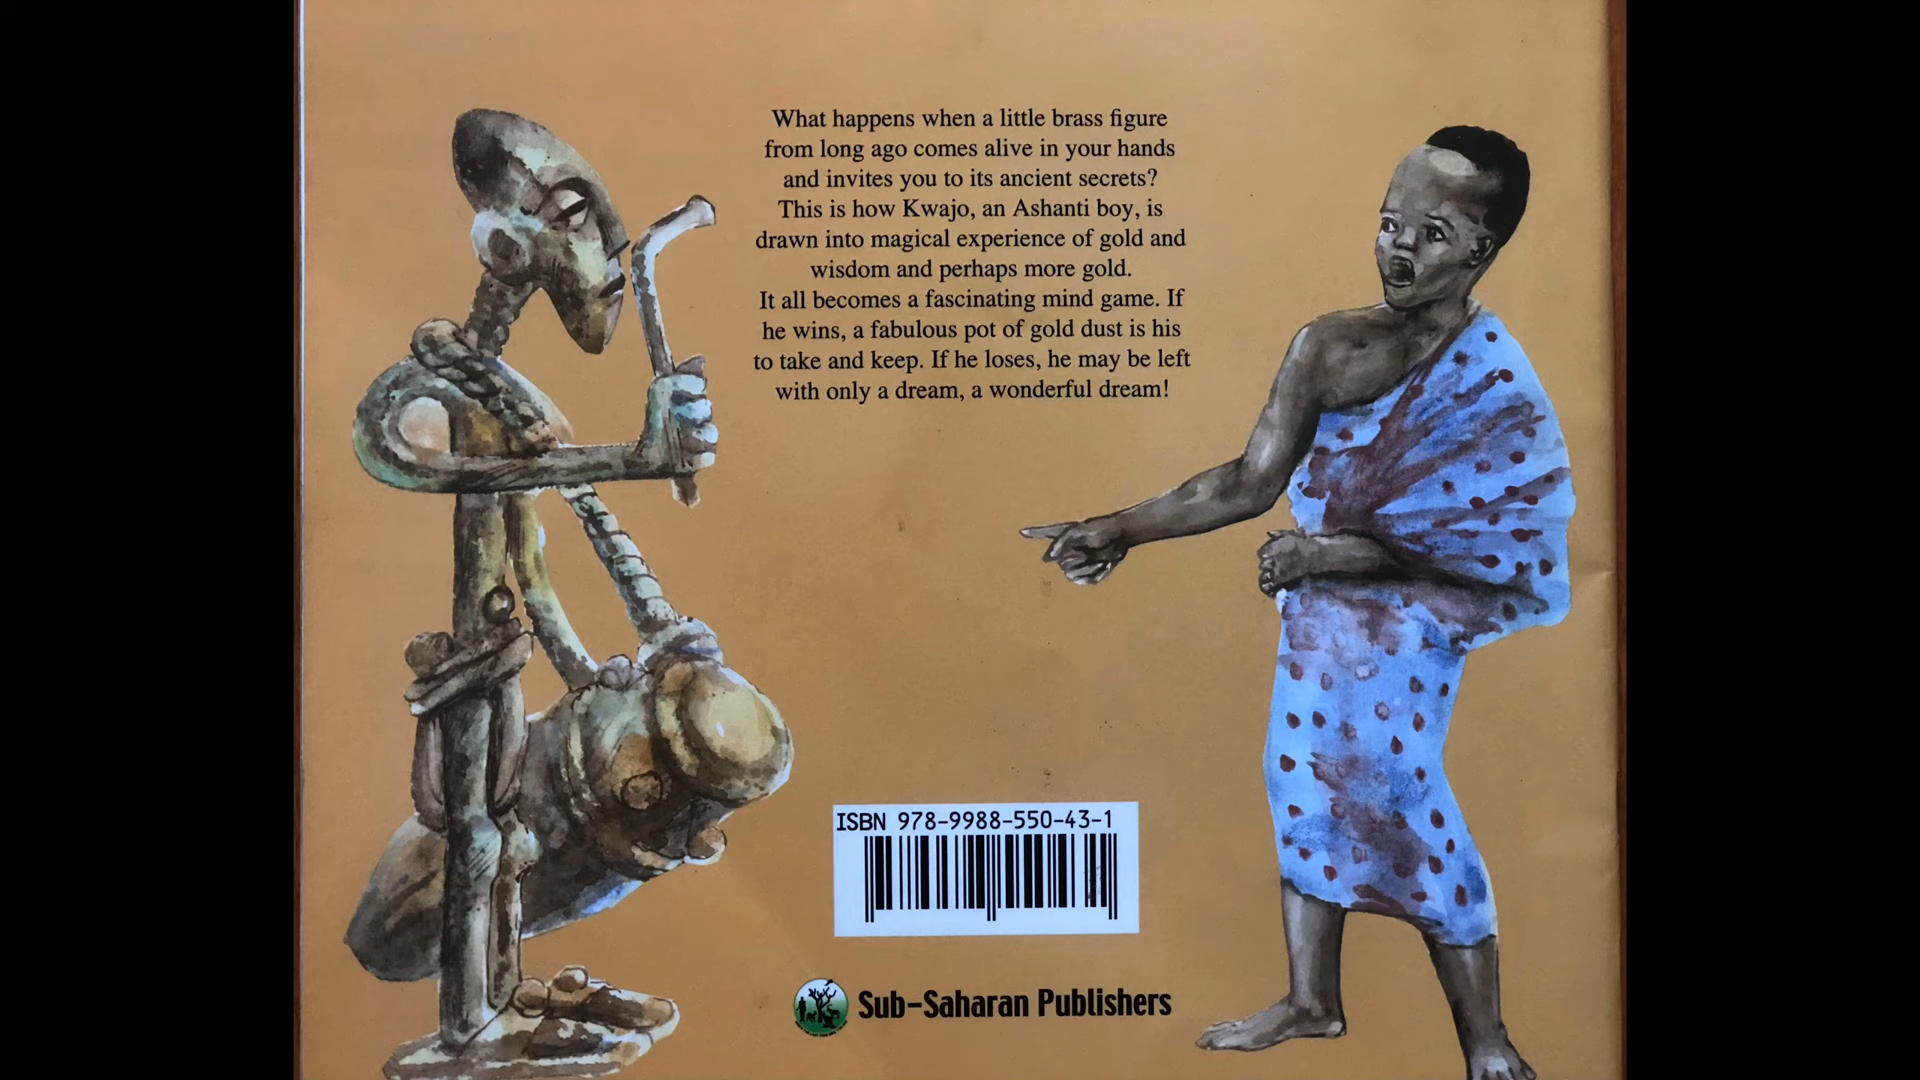 What happens when a little brass figure
from long ago comes alive in your hands
and invites you to its ancient secrets?
This is how Kwajo, an Ashanti boy, is
drawn into magical experience of gold and
wisdom and perhaps more gold.
It all becomes a fascinating mind game. If
he wins, a fabulous pot of gold dust is his
to take and keep. If he loses, he may be left
with only a dream, a wonderful dream!
ISBN 978-9988-550-43-1
Sub-Saharan Publishers